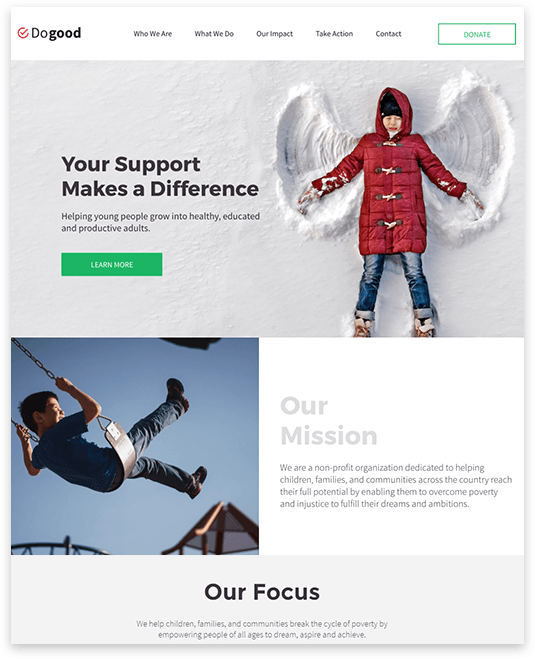 Dogood
Who We Are
What We Do
Our Impact
Take Action
Contact
DONATE
Your Support
Makes a Difference
Helping young people grow into healthy, educated
and productive adults.
LEARN MORE
Our
Mission
We are a non-profit organization dedicated to helping
children, families, and communities across the country reach
their full potential by enabling them to overcome poverty
and injustice to fulfill their dreams and ambitions.
Our Focus
We help children, families, and communities break the cycle of poverty by
empowering people of all ages to dream, aspire and achieve.